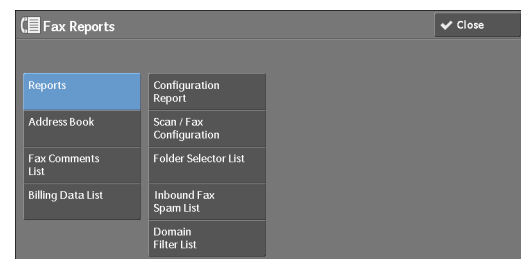 Fax Reports
Close
Reports
Address Book
Fax Comments
List
Billing Data List
Configuration
Report
Scan / Fax
Configuration
Folder Selector List
Inbound Fax
Spam List
Domain
Filter List